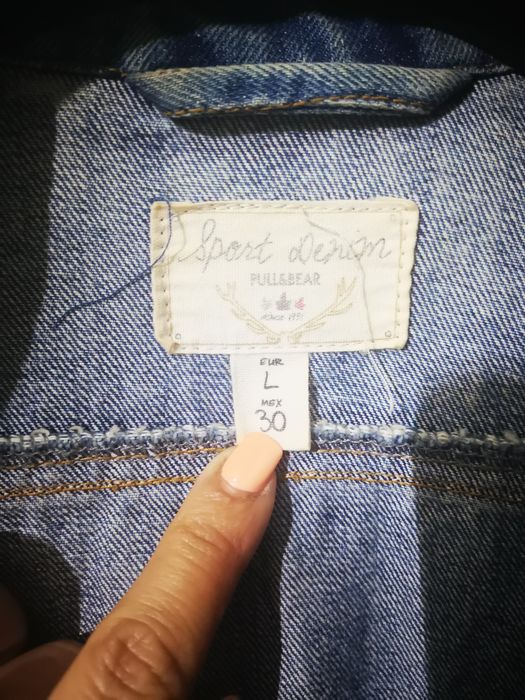 Sport Denim
PULL&BEAR
SINCE 1991
EUR
L
MEX
30